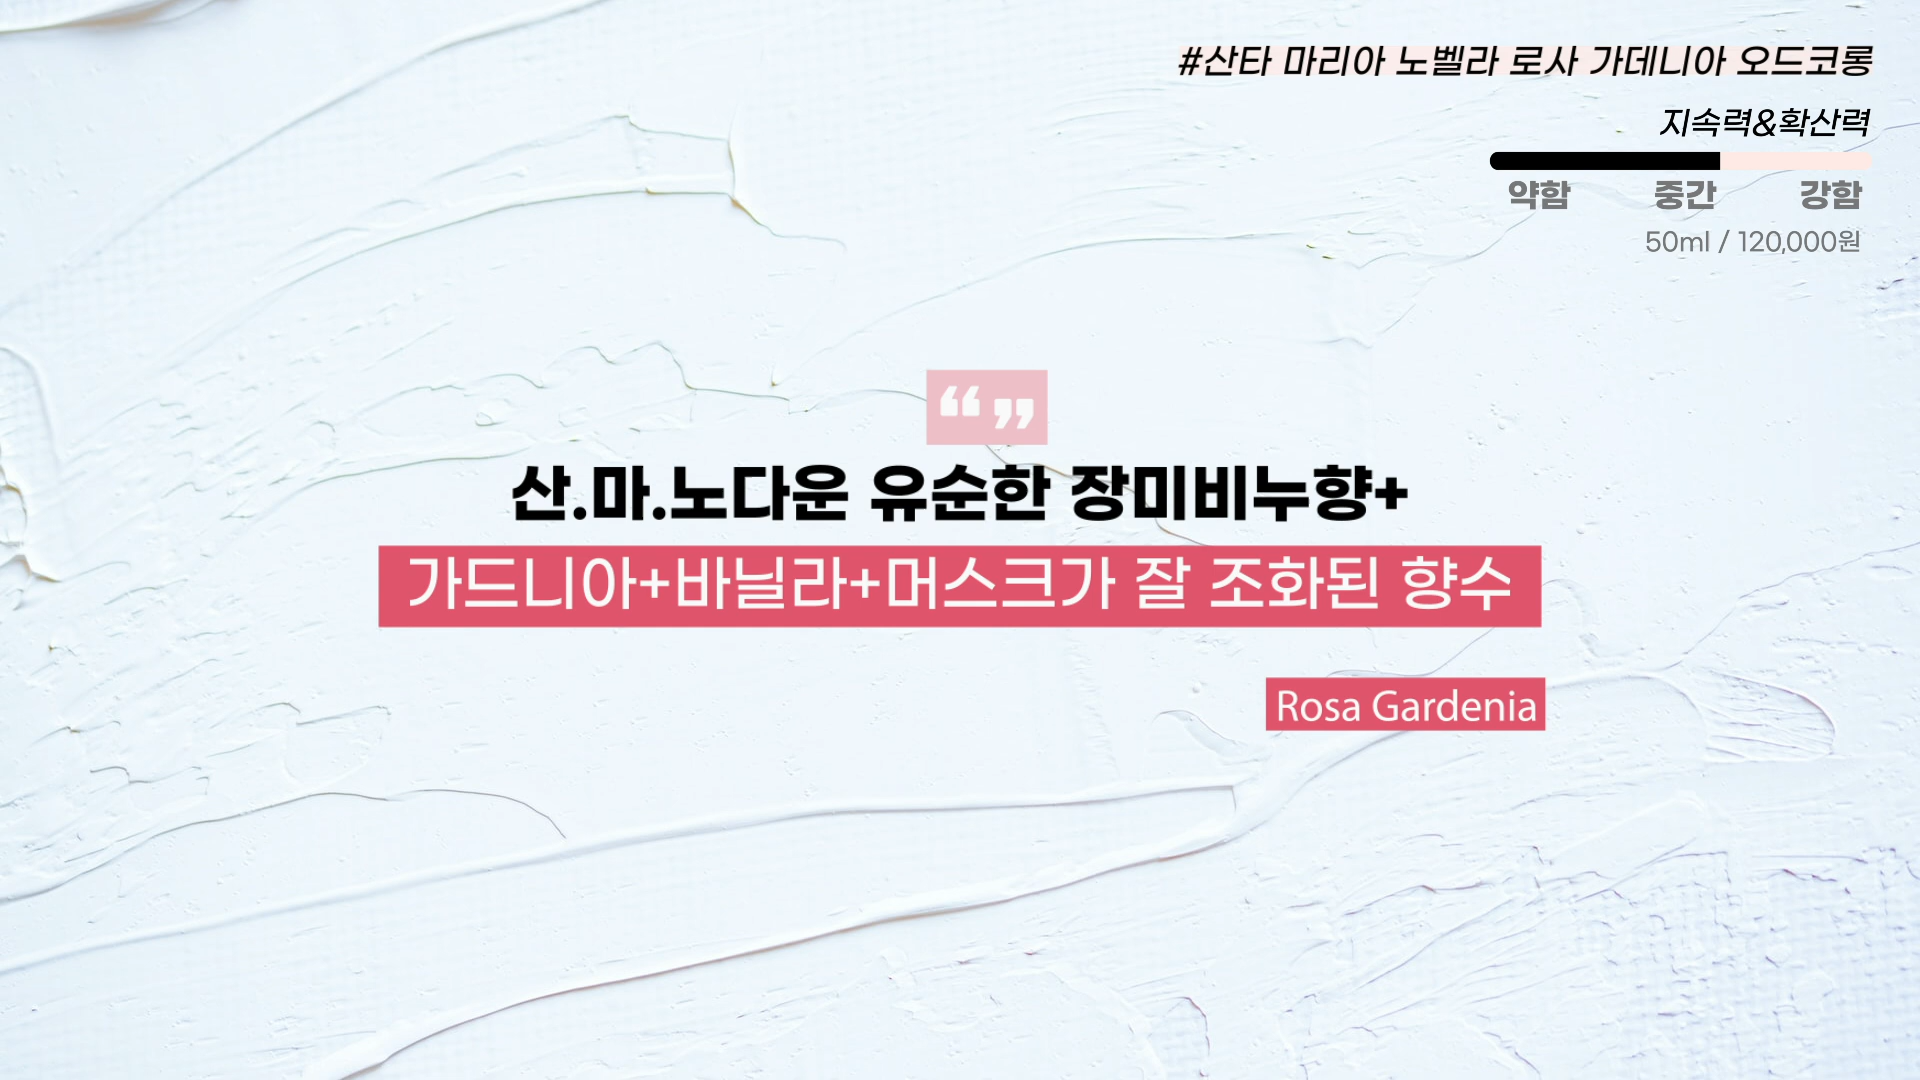 #산타 마리아 노벨라 로사 가데니아 오드코롱
지속력&확산력
약함 중간 강함
50ml / 120,000원
“ ”
산.마.노다운 유순한 장미비누향+
가드니아+바닐라+머스크가 잘 조화된 향수
Rosa Gardenia